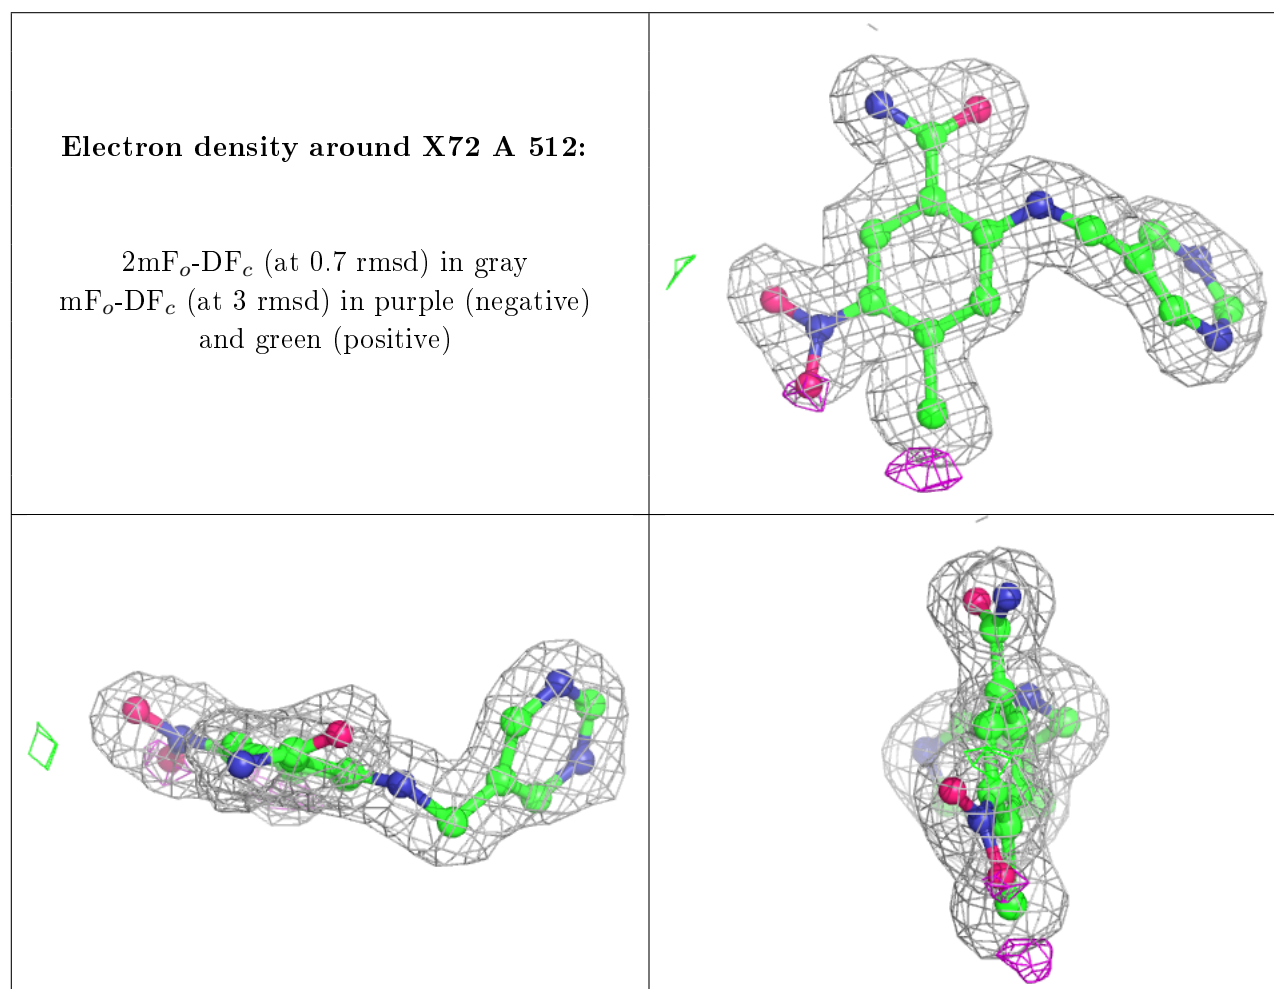 Electron density around X72 A 512:
2mFₒ-DF𝒸 (at 0.7 rmsd) in gray
mFₒ-DF𝒸 (at 3 rmsd) in purple (negative)
and green (positive)